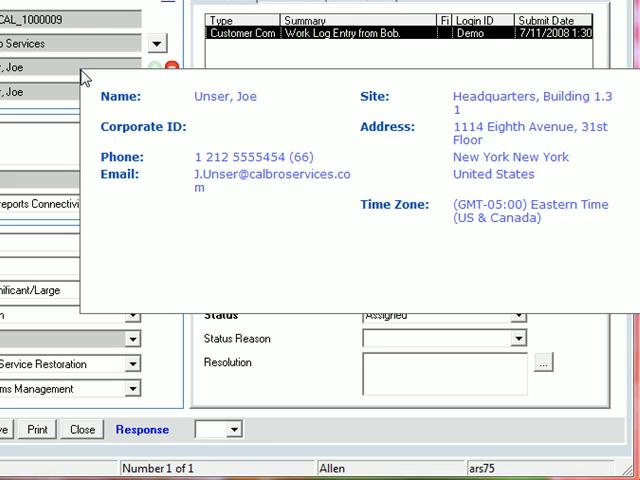 CAL_1000009
Services
, Joe
, Joe
Type Summary Fi Login ID Submit Date
Customer Com Work Log Entry from Bob. Demo 7/11/2008 1:30
Name: Unser, Joe
Corporate ID:
Phone: 1 212 5555454 (66)
Email: J.Unser@calbroservices.co
m
Site: Headquarters, Building 1.3
1
Address: 1114 Eighth Avenue, 31st
Floor
New York New York
United States
Time Zone: (GMT-05:00) Eastern Time
(US & Canada)
reports Connectivi
nificant/Large
Service Restoration
ms Management
Status Assigned
Status Reason
Resolution
...
ve Print Close Response
Number 1 of 1 Allen ars75